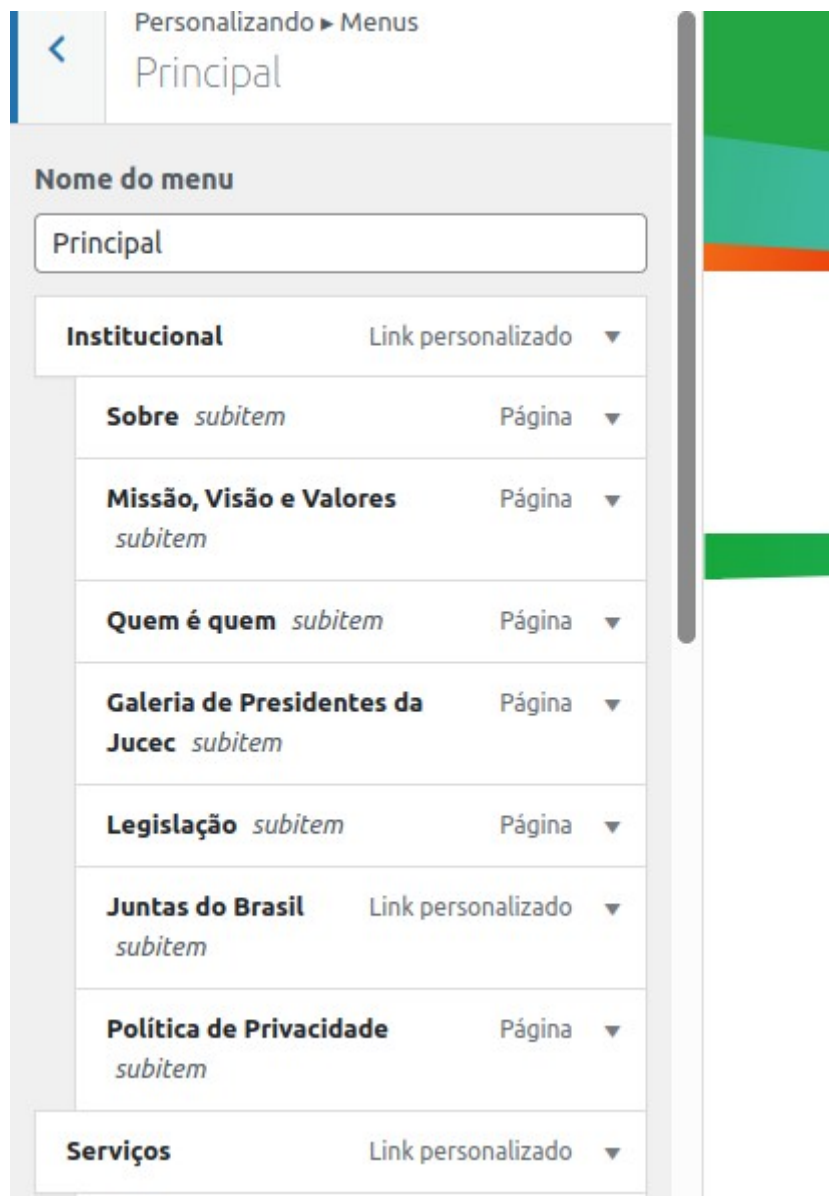 Personalizando ▸ Menus
Principal
Nome do menu
Principal
Institucional Link personalizado ▼
Sobre subitem Página ▼
Missão, Visão e Valores Página ▼
subitem
Quem é quem subitem Página ▼
Galeria de Presidentes da Página ▼
Jucec subitem
Legislação subitem Página ▼
Juntas do Brasil Link personalizado ▼
subitem
Política de Privacidade Página ▼
subitem
Serviços Link personalizado ▼